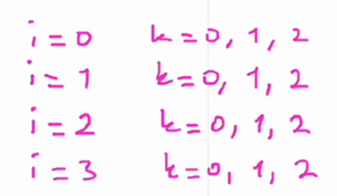 i = 0 k = 0, 1, 2
i = 1 k = 0, 1, 2
i = 2 k = 0, 1, 2
i = 3 k = 0, 1, 2